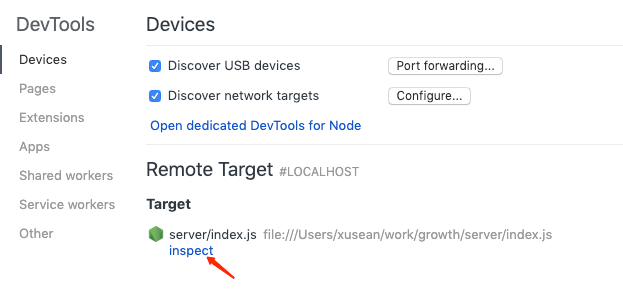 DevTools
Devices
Pages
Extensions
Apps
Shared workers
Service workers
Other
Devices
Discover USB devices
Port forwarding...
Discover network targets
Configure...
Open dedicated DevTools for Node
Remote Target #LOCALHOST
Target
server/index.js file:///Users/xusean/work/growth/server/index.js
inspect